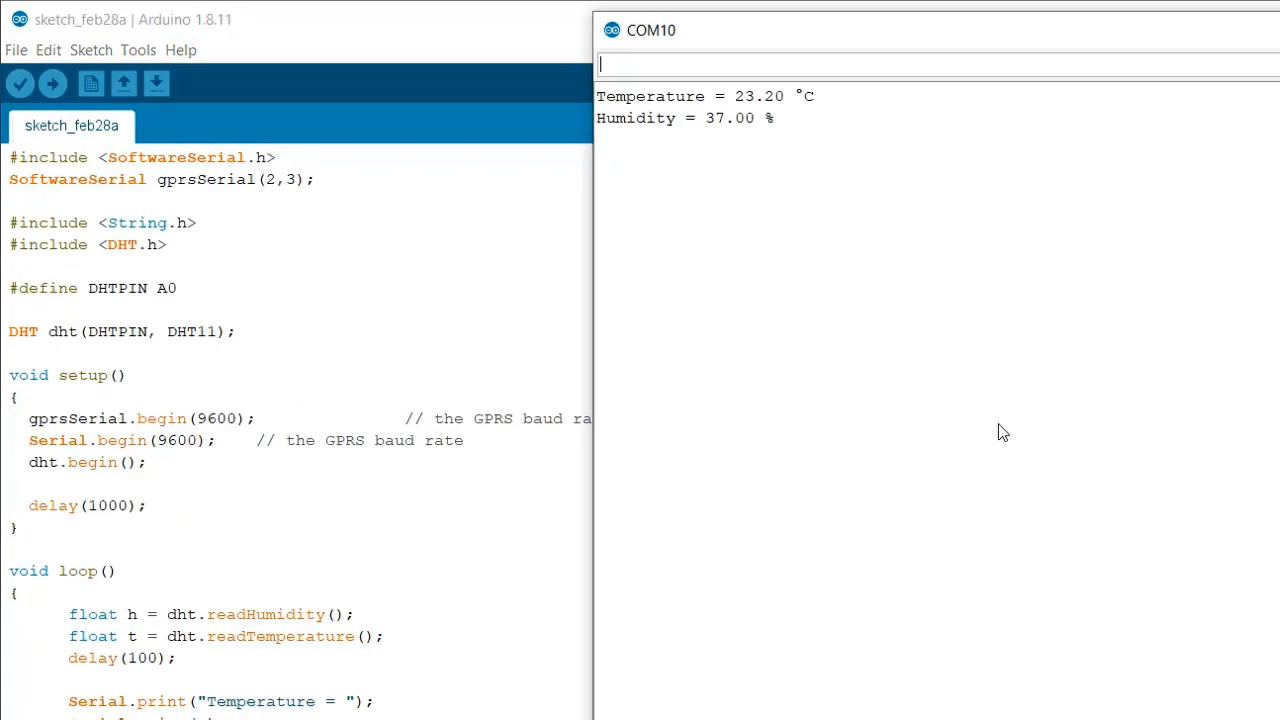 sketch_feb28a | Arduino 1.8.11
File Edit Sketch Tools Help
sketch_feb28a
#include <SoftwareSerial.h>
SoftwareSerial gprsSerial(2,3);
#include <String.h>
#include <DHT.h>
#define DHTPIN A0
DHT dht(DHTPIN, DHT11);
void setup()
{
gprsSerial.begin(9600); // the GPRS baud ra
Serial.begin(9600); // the GPRS baud rate
dht.begin();
delay(1000);
}
void loop()
{
float h = dht.readHumidity();
float t = dht.readTemperature();
delay(100);
Serial.print("Temperature = ");
COM10
Temperature = 23.20 °C
Humidity = 37.00 %